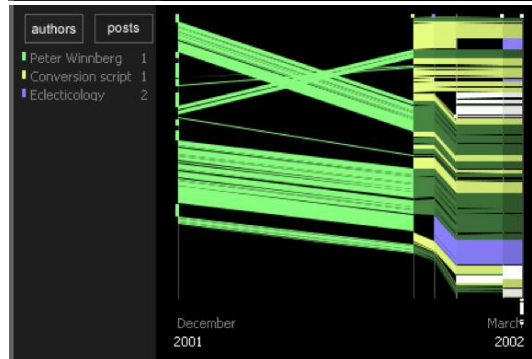 authors posts
Peter Winnberg 1
Conversion script 1
Eclecticology 2
December March
2001 2002